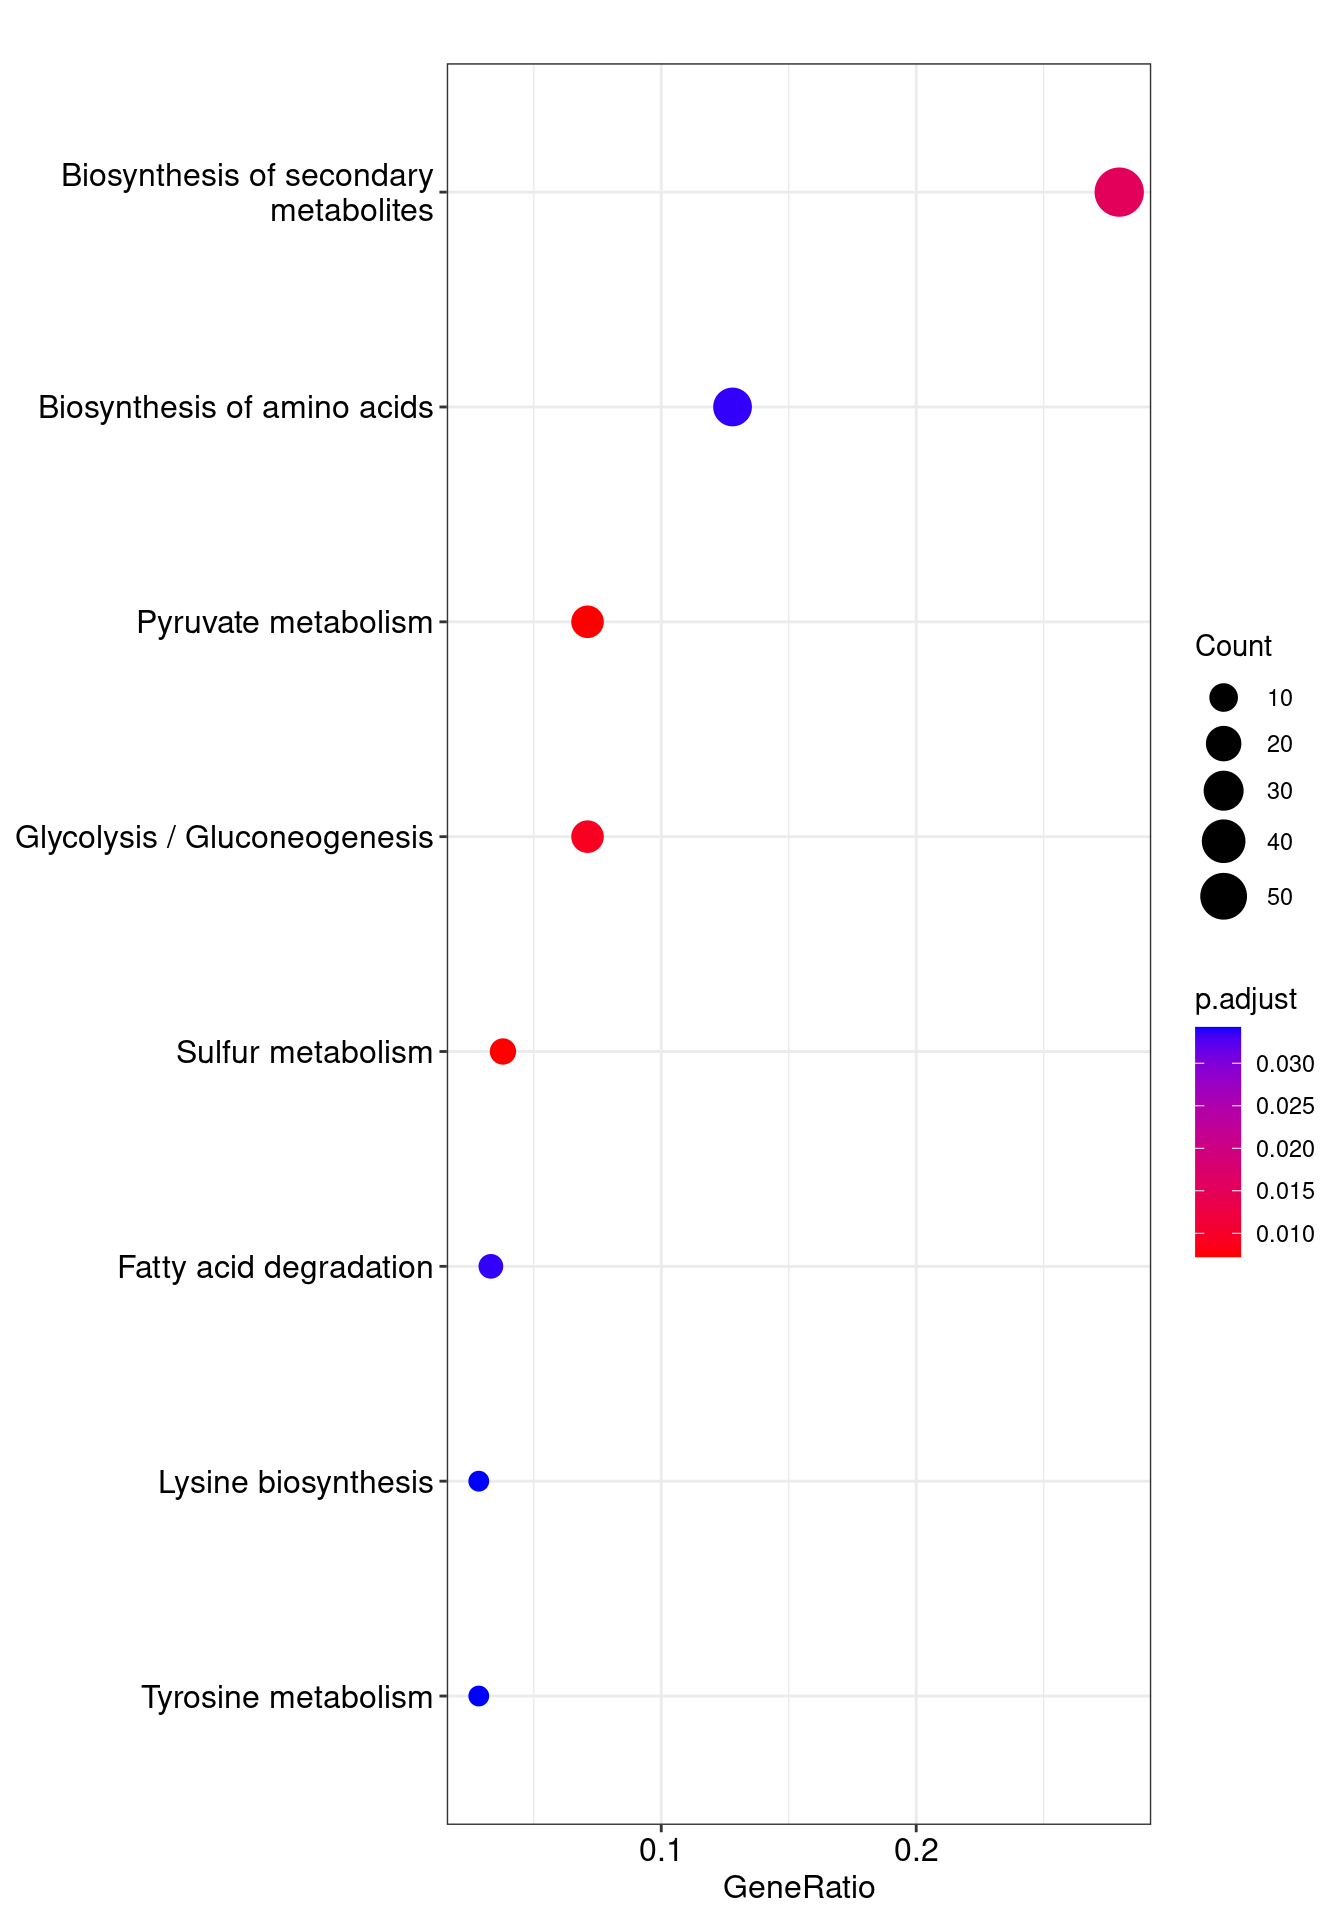 Biosynthesis of secondary
metabolites
Biosynthesis of amino acids
Pyruvate metabolism
Glycolysis / Gluconeogenesis
Sulfur metabolism
Fatty acid degradation
Lysine biosynthesis
Tyrosine metabolism
0.1
0.2
GeneRatio
Count
10
20
30
40
50
p.adjust
0.030
0.025
0.020
0.015
0.010